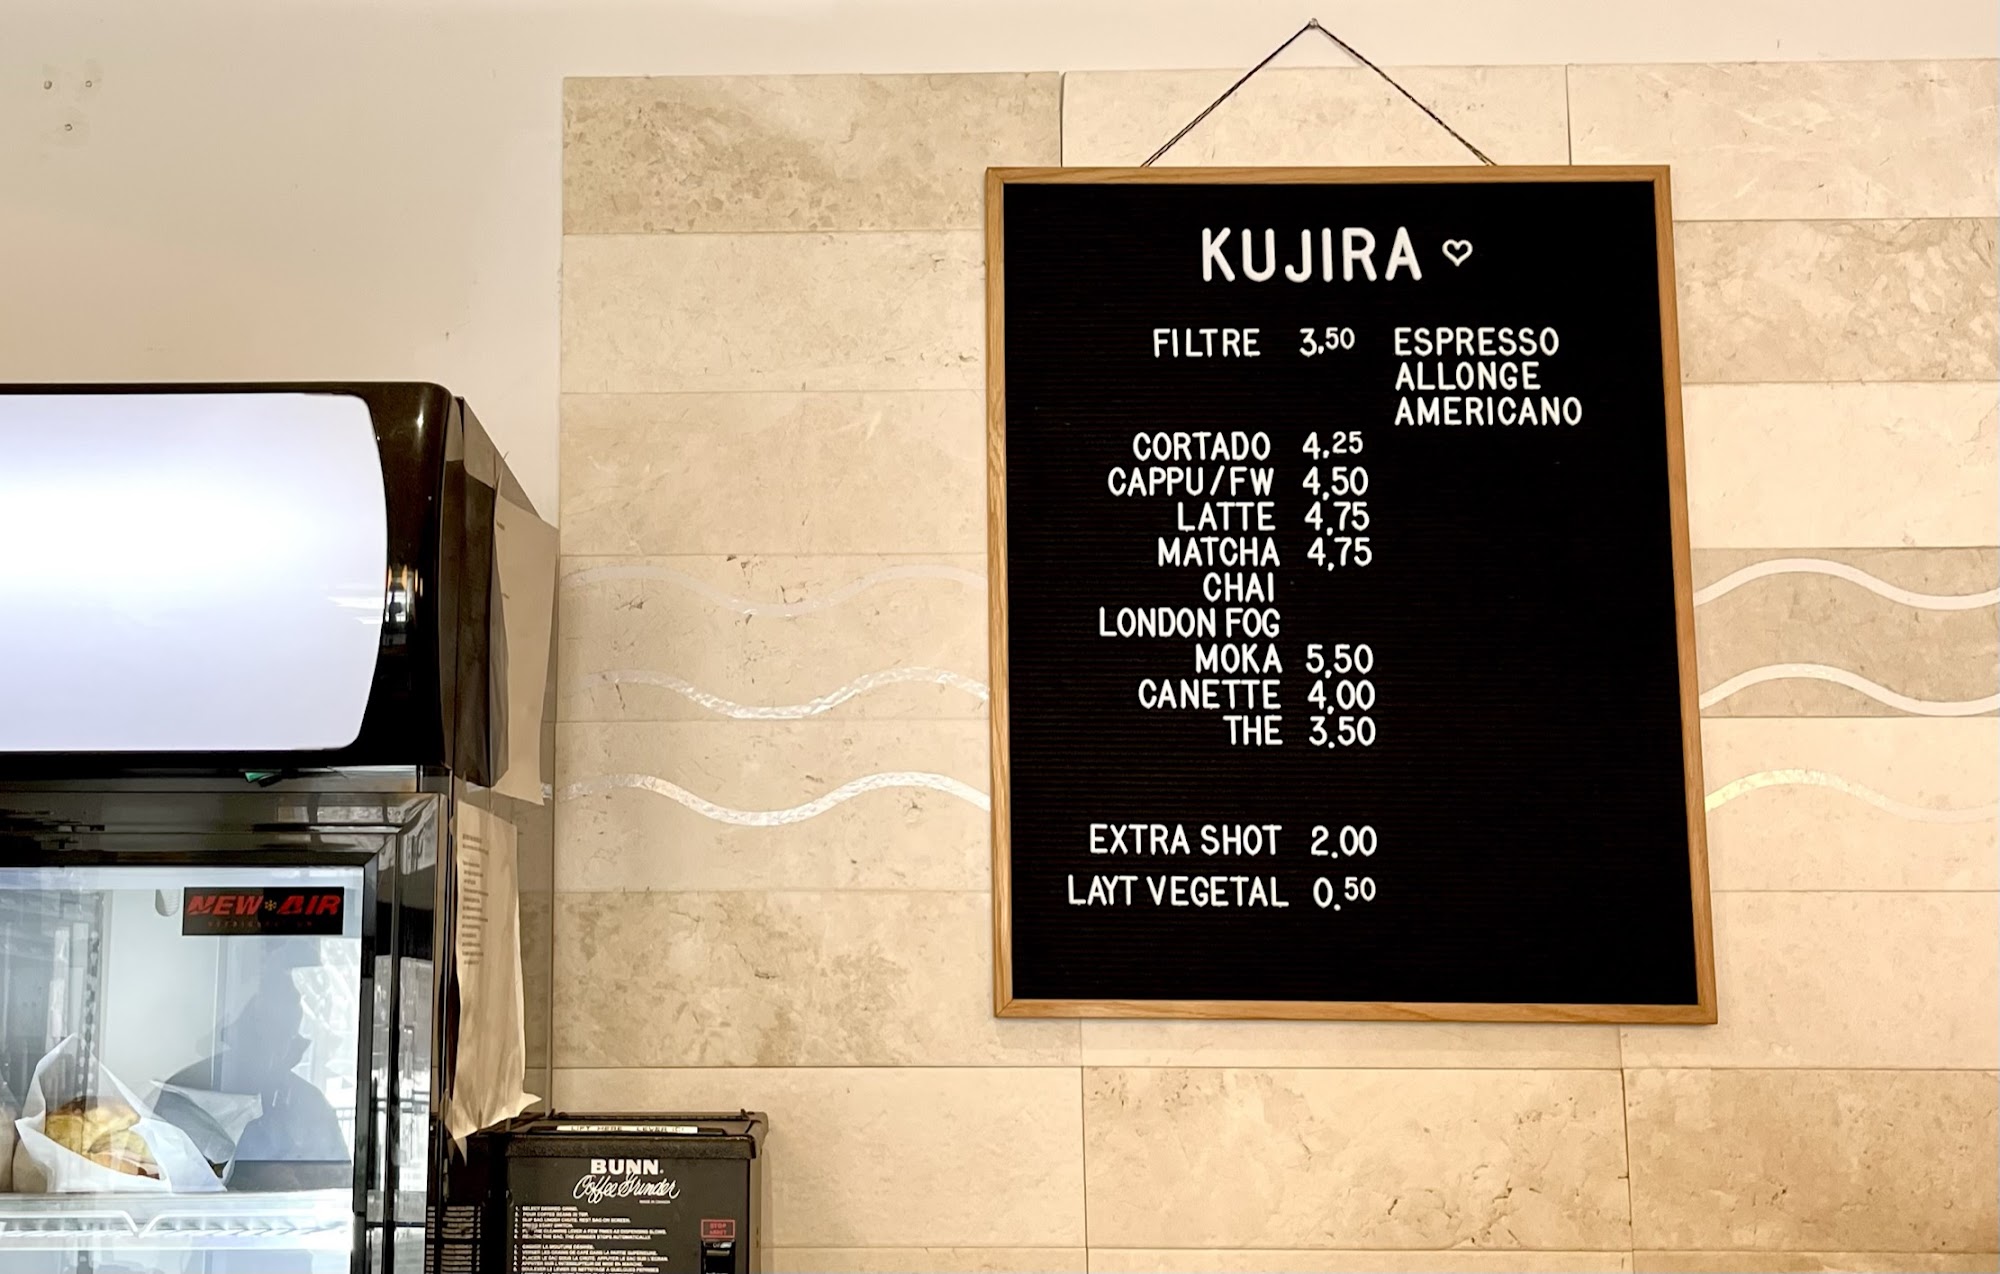 KUJIRA ♡
FILTRE 3.50 ESPRESSO
ALLONGE
AMERICANO
CORTADO 4.25
CAPPU/FW 4.50
LATTE 4.75
MATCHA 4.75
CHAI
LONDON FOG
MOKA 5.50
CANETTE 4.00
THE 3.50
EXTRA SHOT 2.00
LAYT VEGETAL 0.50
NEW AIR
BUNN
Coffee Grinder